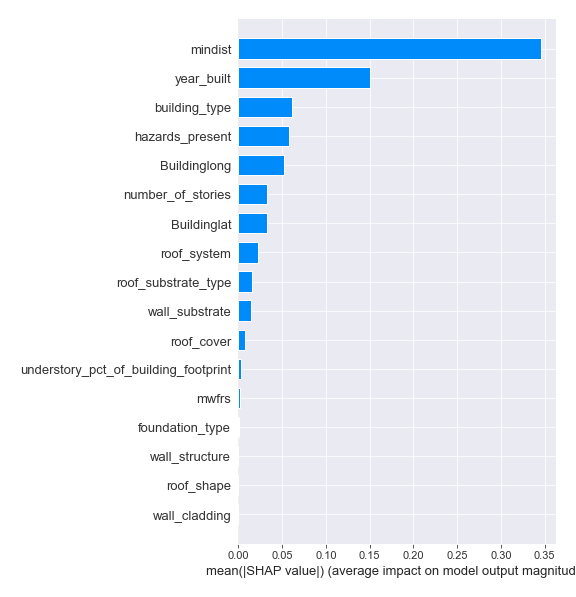 mindist
year_built
building_type
hazards_present
Buildinglong
number_of_stories
Buildinglat
roof_system
roof_substrate_type
wall_substrate
roof_cover
understory_pct_of_building_footprint
mwfrs
foundation_type
wall_structure
roof_shape
wall_cladding
0.00 0.05 0.10 0.15 0.20 0.25 0.30 0.35
mean(|SHAP value|) (average impact on model output magnitud